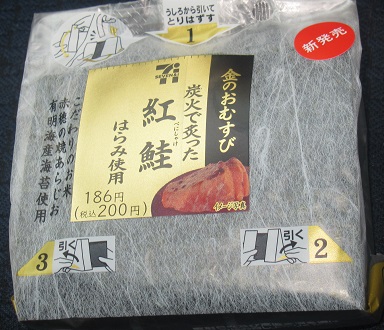 うしろから引いて
とりはずす
1
新発売
7
ELEVEN
金のおむすび
炭火で炙った
紅鮭
べにしゃけ
はらみ使用
186円
(税込200円)
イメージ写真
こだわりのお米
赤穂の焼あらじお
有明海産海苔使用
引く
3
引く
2